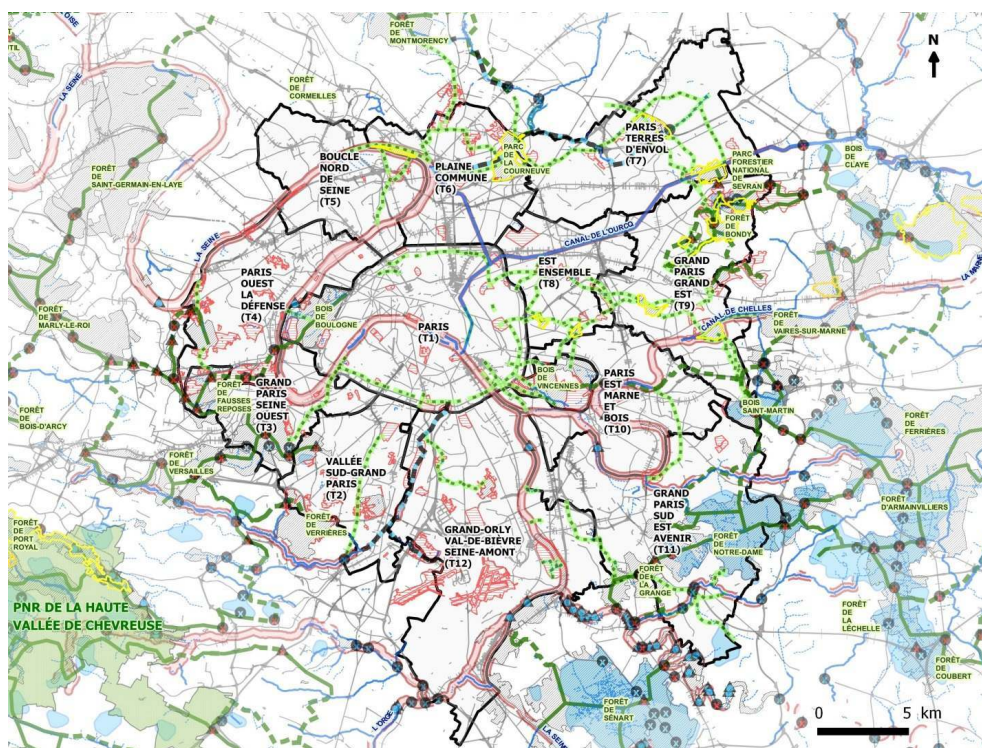 FORÊT
DE
MONTMORENCY
N
LA SEINE
FORÊT
DE
CORMEILLES
PARIS
TERRES
D'ENVOL
(T7)
PARC
DE
LA
COURNEUVE
BOUCLE
NORD
DE
SEINE
(T5)
PLAINE
COMMUNE
(T6)
PARC
FORESTIER
NATIONAL
DE
SEVRAN
BOIS
DE
CLAYE
FORÊT
DE
SAINT-GERMAIN-EN-LAYE
FORÊT
DE
BONDY
CANAL DE L'OURCQ
LA SEINE
EST
ENSEMBLE
(T8)
GRAND
PARIS
GRAND
EST
(T9)
LA MARNE
PARIS
OUEST
LA
DÉFENSE
(T4)
BOIS
DE
BOULOGNE
CANAL-DE-CHELLES
FORÊT
DE
VAIRES-SUR-MARNE
FORÊT
DE
MARLY-LE-ROI
PARIS
(T1)
BOIS
DE
VINCENNES
PARIS
EST
MARNE
ET
BOIS
(T10)
FORÊT
DE
FAUSSES
REPOSES
GRAND
PARIS
SEINE
OUEST
(T3)
BOIS
SAINT-MARTIN
FORÊT
DE
BOIS-D'ARCY
FORÊT
DE
FERRIÈRES
FORÊT
DE
VERSAILLES
VALLÉE
SUD-GRAND
PARIS
(T2)
FORÊT
DE
VERRIÈRES
GRAND
PARIS
SUD
EST
AVENIR
(T11)
FORÊT
D'ARMAINVILLIERS
FORÊT
DE
PORT
ROYAL
GRAND-ORLY
VAL-DE-BIÈVRE
SEINE-AMONT
(T12)
FORÊT
DE
NOTRE-DAME
FORÊT
DE
LA
GRANGE
PNR DE LA HAUTE
VALLÉE DE CHEVREUSE
FORÊT
DE
LA
LÉCHELLE
FORÊT
DE
COUBERT
FORÊT
DE
SÉNART
L'ORGE
LA SEINE
0 5 km